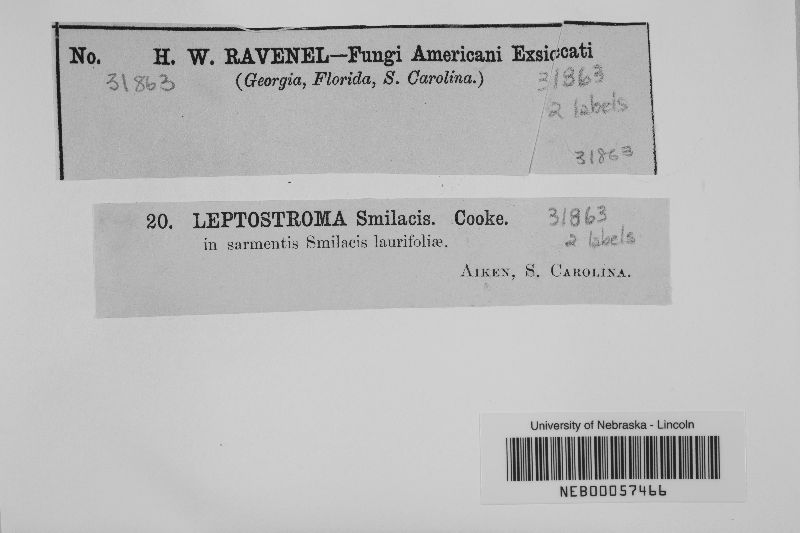 No. H. W. RAVENEL—Fungi Americani Exsiccati
31863 (Georgia, Florida, S. Carolina.) 31863
2 labels
31863
20. LEPTOSTROMA Smilacis. Cooke. 31863
in sarmentis Smilacis laurifoliæ. 2 labels
AIKEN, S. CAROLINA.
University of Nebraska - Lincoln
NEB00057466